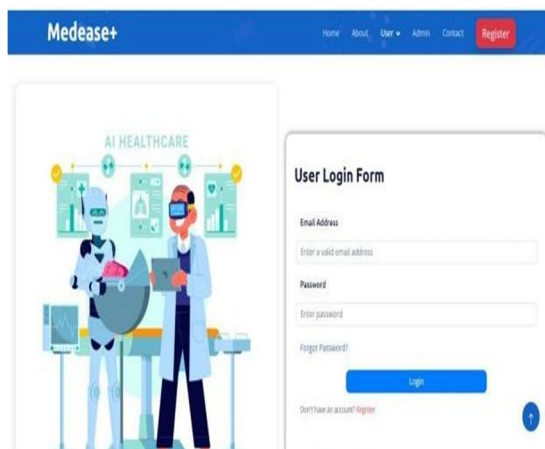 Medease+
Home About User Admin Contact Register
AI HEALTHCARE
User Login Form
Email Address
Enter a valid email address
Password
Enter password
Forgot Password?
Login
Don't have an account? Register